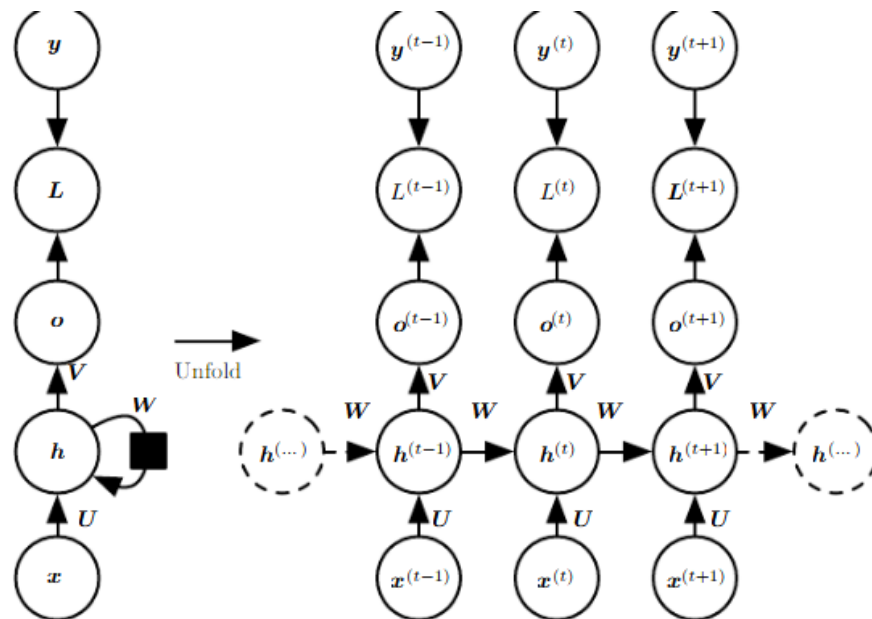 y y^(t−1) y^(t) y^(t+1)
L L^(t−1) L^(t) L^(t+1)
o o^(t−1) o^(t) o^(t+1)
Unfold
V V V V
W W W W W
h h^(...) h^(t−1) h^(t) h^(t+1) h^(...)
U U U U
x x^(t−1) x^(t) x^(t+1)